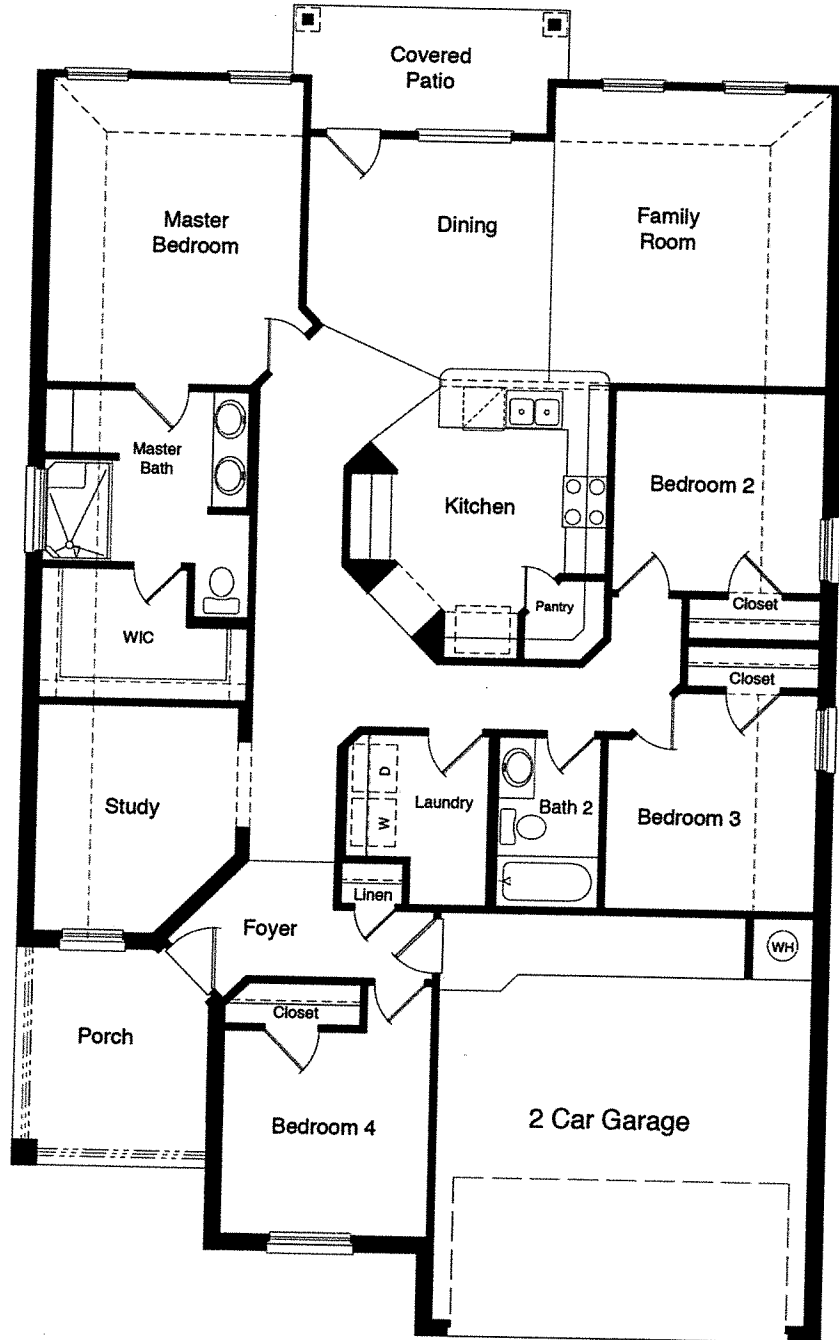 Covered
Patio
Master
Bedroom
Dining
Family
Room
Master
Bath
Kitchen
Bedroom 2
Pantry
Closet
WIC
Closet
Study
D
W
Laundry
Bath 2
Bedroom 3
Linen
Foyer
WH
Closet
Porch
Bedroom 4
2 Car Garage